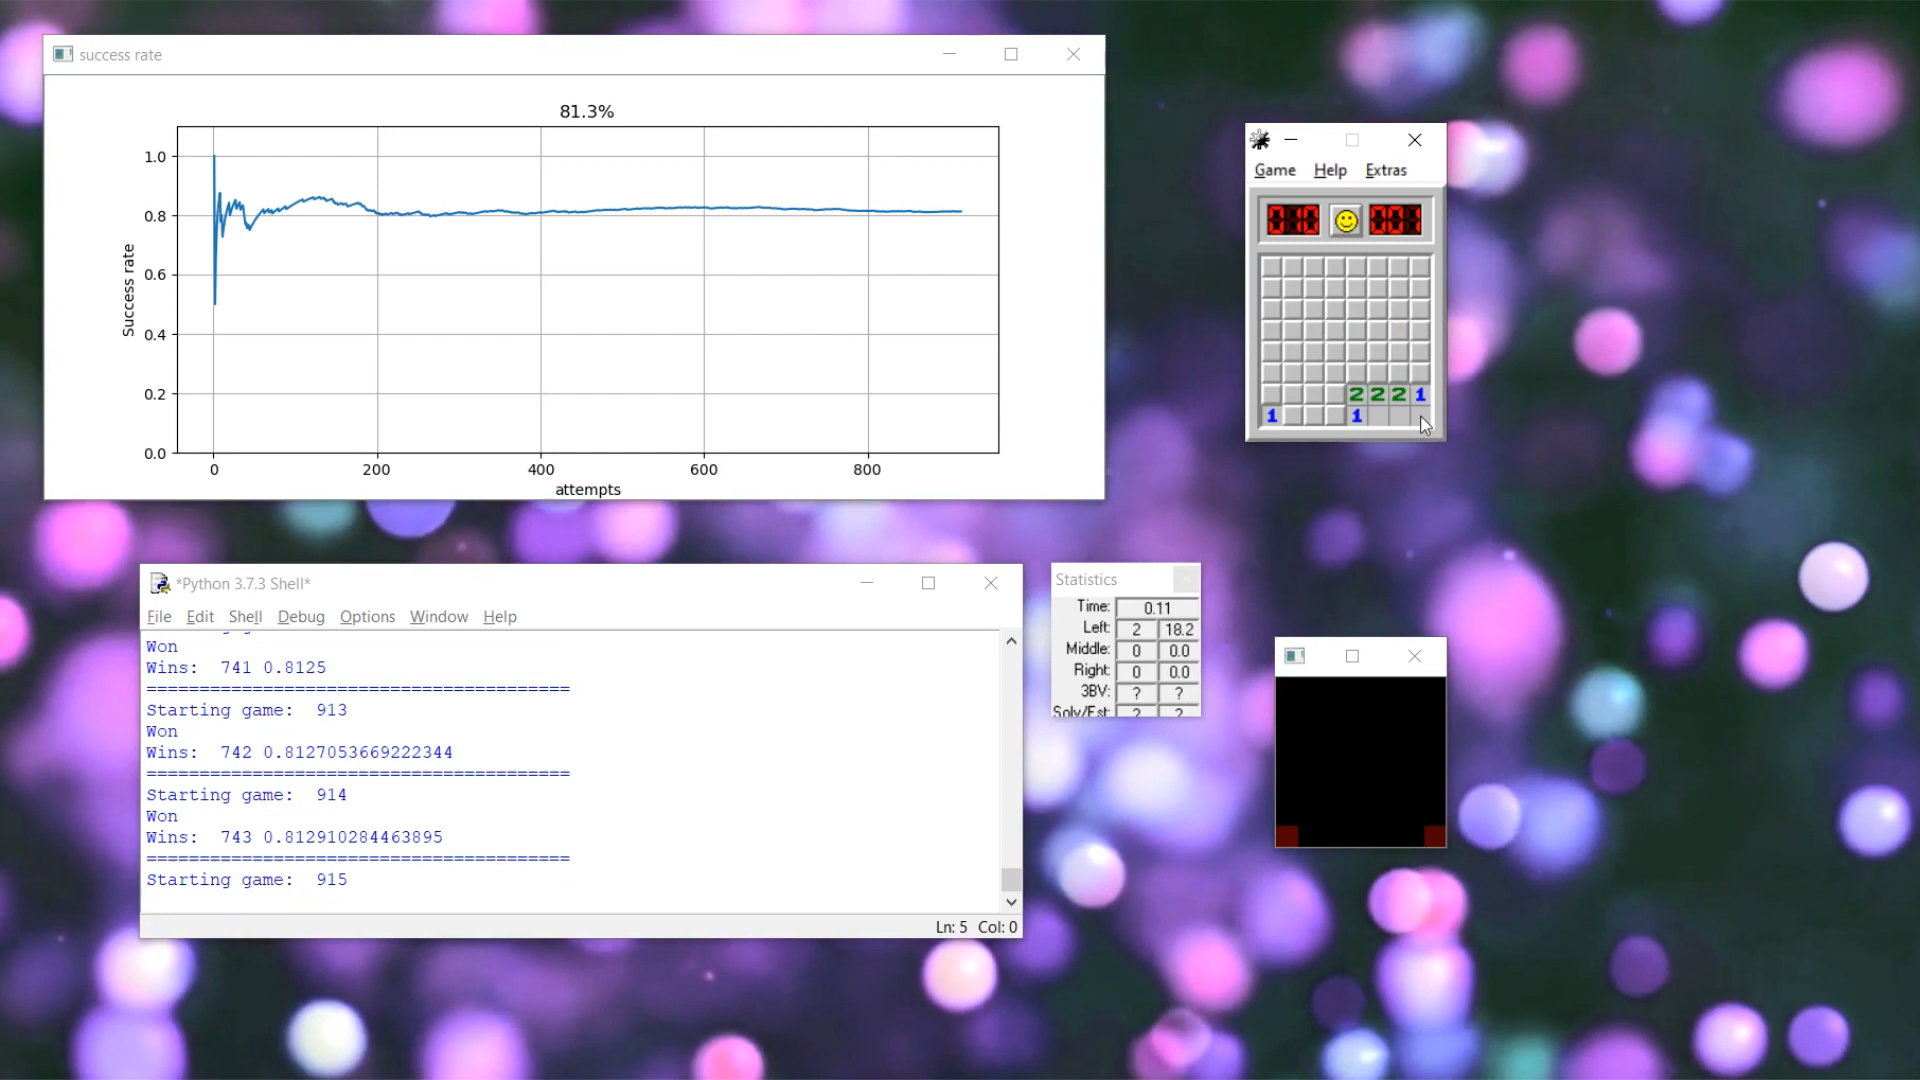 success rate
81.3%
1.0
0.8
0.6
0.4
0.2
0.0
Success rate
0 200 400 600 800
attempts
Game Help Extras
010 001
2 2 2 1
1 1
*Python 3.7.3 Shell*
File Edit Shell Debug Options Window Help
Won
Wins: 741 0.8125
========================================
Starting game: 913
Won
Wins: 742 0.8127053669222344
========================================
Starting game: 914
Won
Wins: 743 0.812910284463895
========================================
Starting game: 915
Ln: 5 Col: 0
Statistics
Time: 0.11
Left: 2 18.2
Middle: 0 0.0
Right: 0 0.0
3BV: ? ?
Solv/Est: ? ?